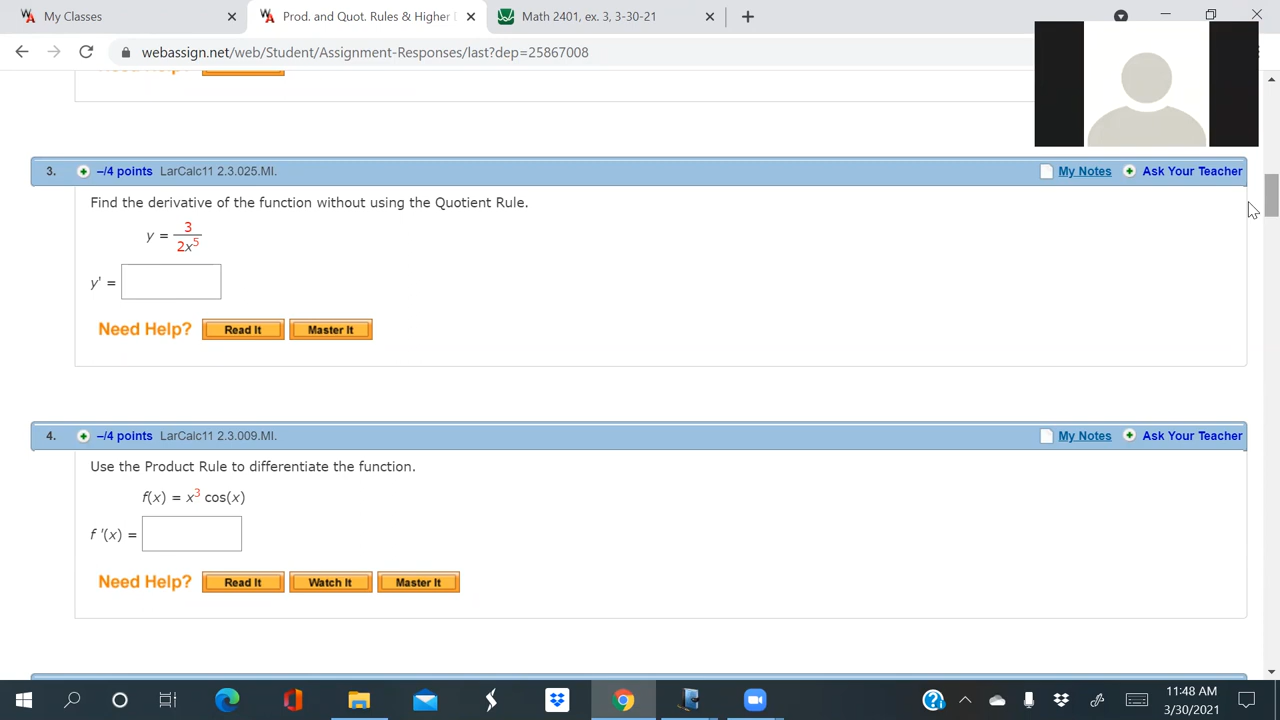 My Classes
Prod. and Quot. Rules & Higher
Math 2401, ex. 3, 3-30-21
webassign.net/web/Student/Assignment-Responses/last?dep=25867008
Need Help?
3. –/4 points LarCalc11 2.3.025.MI. My Notes Ask Your Teacher
Find the derivative of the function without using the Quotient Rule.
y = 3/2x⁵
y' =
Need Help? Read It Master It
4. –/4 points LarCalc11 2.3.009.MI. My Notes Ask Your Teacher
Use the Product Rule to differentiate the function.
f(x) = x³ cos(x)
f '(x) =
Need Help? Read It Watch It Master It
11:48 AM
3/30/2021